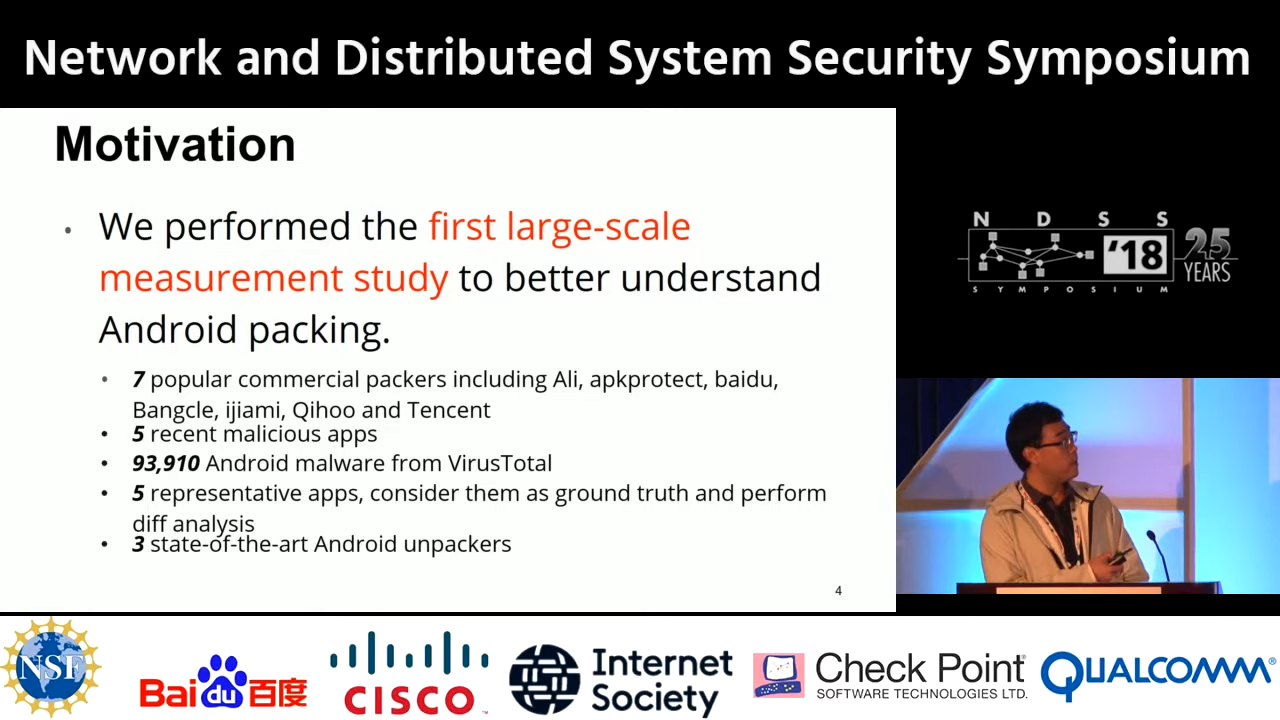 Network and Distributed System Security Symposium
Motivation
• We performed the first large-scale
measurement study to better understand
Android packing.
• 7 popular commercial packers including Ali, apkprotect, baidu,
Bangcle, ijiami, Qihoo and Tencent
• 5 recent malicious apps
• 93,910 Android malware from VirusTotal
• 5 representative apps, consider them as ground truth and perform
diff analysis
• 3 state-of-the-art Android unpackers
4
N D S S
'18
25
YEARS
S Y M P O S I U M
NSF
Bai du 百度
CISCO™
Internet
Society
Check Point®
SOFTWARE TECHNOLOGIES LTD.
QUALCOMM®